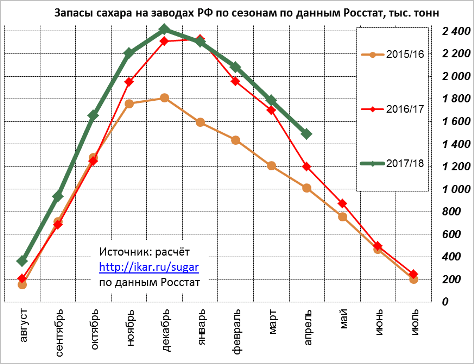 Запасы сахара на заводах РФ по сезонам по данным Росстат, тыс. тонн
2 400
2 200
2 000
1 800
1 600
1 400
1 200
1 000
800
600
400
200
0
2015/16
2016/17
2017/18
Источник: расчёт
http://ikar.ru/sugar
по данным Росстат
август
сентябрь
октябрь
ноябрь
декабрь
январь
февраль
март
апрель
май
июнь
июль